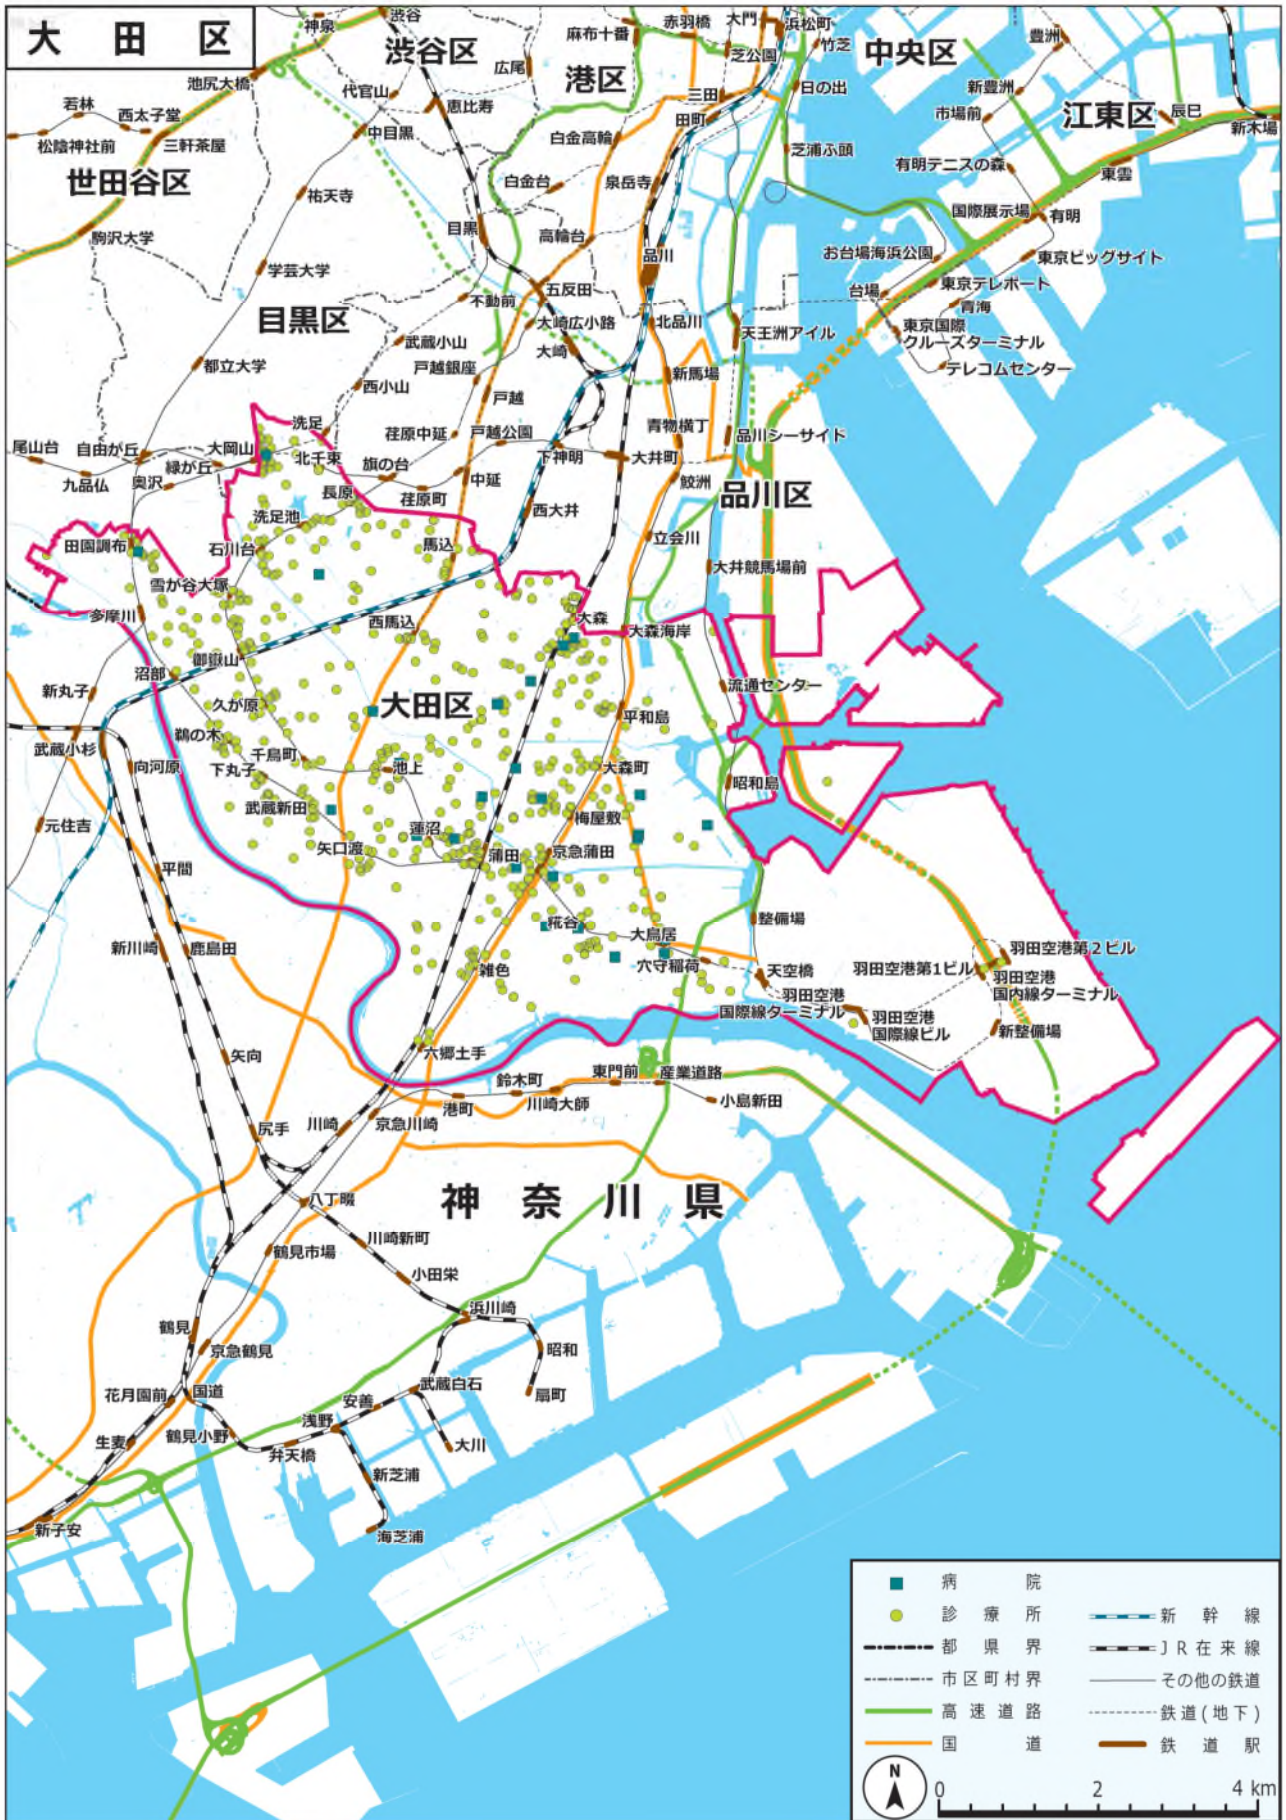 大田区
神泉
渋谷
渋谷区
麻布十番
赤羽橋
大門
浜松町
竹芝
中央区
豊洲
広尾
港区
芝公園
池尻大橋
代官山
恵比寿
三田
日の出
新豊洲
若林
西太子堂
中目黒
田町
市場前
江東区
辰巳
新木場
松陰神社前
三軒茶屋
白金高輪
芝浦ふ頭
有明テニスの森
東雲
世田谷区
祐天寺
白金台
泉岳寺
国際展示場
有明
駒沢大学
目黒
高輪台
品川
お台場海浜公園
東京ビッグサイト
学芸大学
不動前
五反田
台場
東京テレポート
青海
目黒区
大崎広小路
北品川
天王洲アイル
東京国際
クルーズターミナル
武蔵小山
大崎
都立大学
戸越銀座
新馬場
テレコムセンター
西小山
戸越
洗足
荏原中延
戸越公園
青物横丁
品川シーサイド
尾山台
自由が丘
大岡山
北千束
旗の台
下神明
大井町
緑が丘
九品仏
奥沢
長原
荏原町
中延
鮫洲
品川区
洗足池
西大井
田園調布
石川台
馬込
立会川
大井競馬場前
雪が谷大塚
多摩川
西馬込
大森
大森海岸
御嶽山
沼部
新丸子
久が原
大田区
流通センター
平和島
鵜の木
武蔵小杉
千鳥町
向河原
下丸子
池上
大森町
昭和島
武蔵新田
元住吉
蓮沼
梅屋敷
矢口渡
蒲田
京急蒲田
平間
糀谷
大鳥居
整備場
新川崎
鹿島田
雑色
穴守稲荷
天空橋
羽田空港第1ビル
羽田空港第2ビル
羽田空港
国内線ターミナル
羽田空港
国際線ターミナル
羽田空港
国際線ビル
新整備場
矢向
六郷土手
鈴木町
東門前
産業道路
小島新田
川崎
尻手
京急川崎
港町
川崎大師
八丁畷
神奈川県
川崎新町
鶴見市場
小田栄
浜川崎
鶴見
京急鶴見
昭和
花月園前
国道
安善
武蔵白石
扇町
鶴見小野
浅野
大川
生麦
弁天橋
新芝浦
新子安
海芝浦
病院
診療所
新幹線
都県界
JR在来線
市区町村界
その他の鉄道
高速道路
鉄道(地下)
国道
鉄道駅
N
0 2 4 km